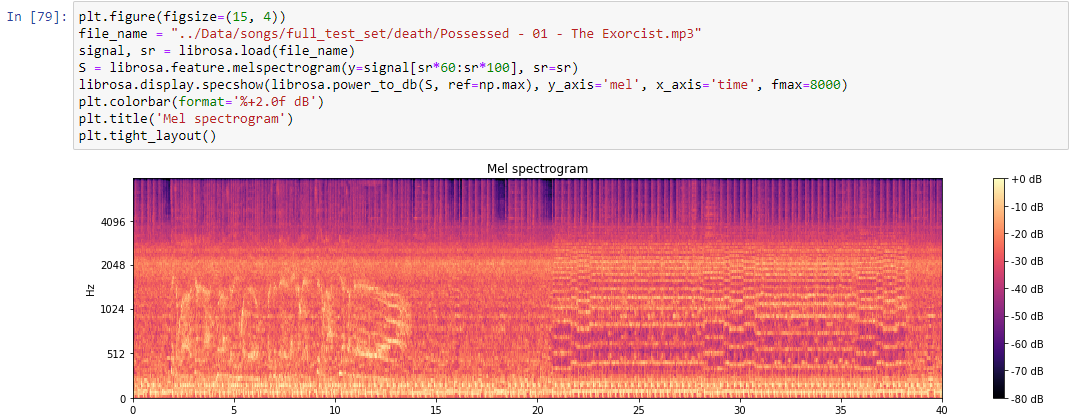 In [79]:
plt.figure(figsize=(15, 4))
file_name = "../Data/songs/full_test_set/death/Possessed - 01 - The Exorcist.mp3"
signal, sr = librosa.load(file_name)
S = librosa.feature.melspectrogram(y=signal[sr*60:sr*100], sr=sr)
librosa.display.specshow(librosa.power_to_db(S, ref=np.max), y_axis='mel', x_axis='time', fmax=8000)
plt.colorbar(format='%+2.0f dB')
plt.title('Mel spectrogram')
plt.tight_layout()
Mel spectrogram
Hz
4096
2048
1024
512
0
0 5 10 15 20 25 30 35 40
+0 dB
-10 dB
-20 dB
-30 dB
-40 dB
-50 dB
-60 dB
-70 dB
-80 dB